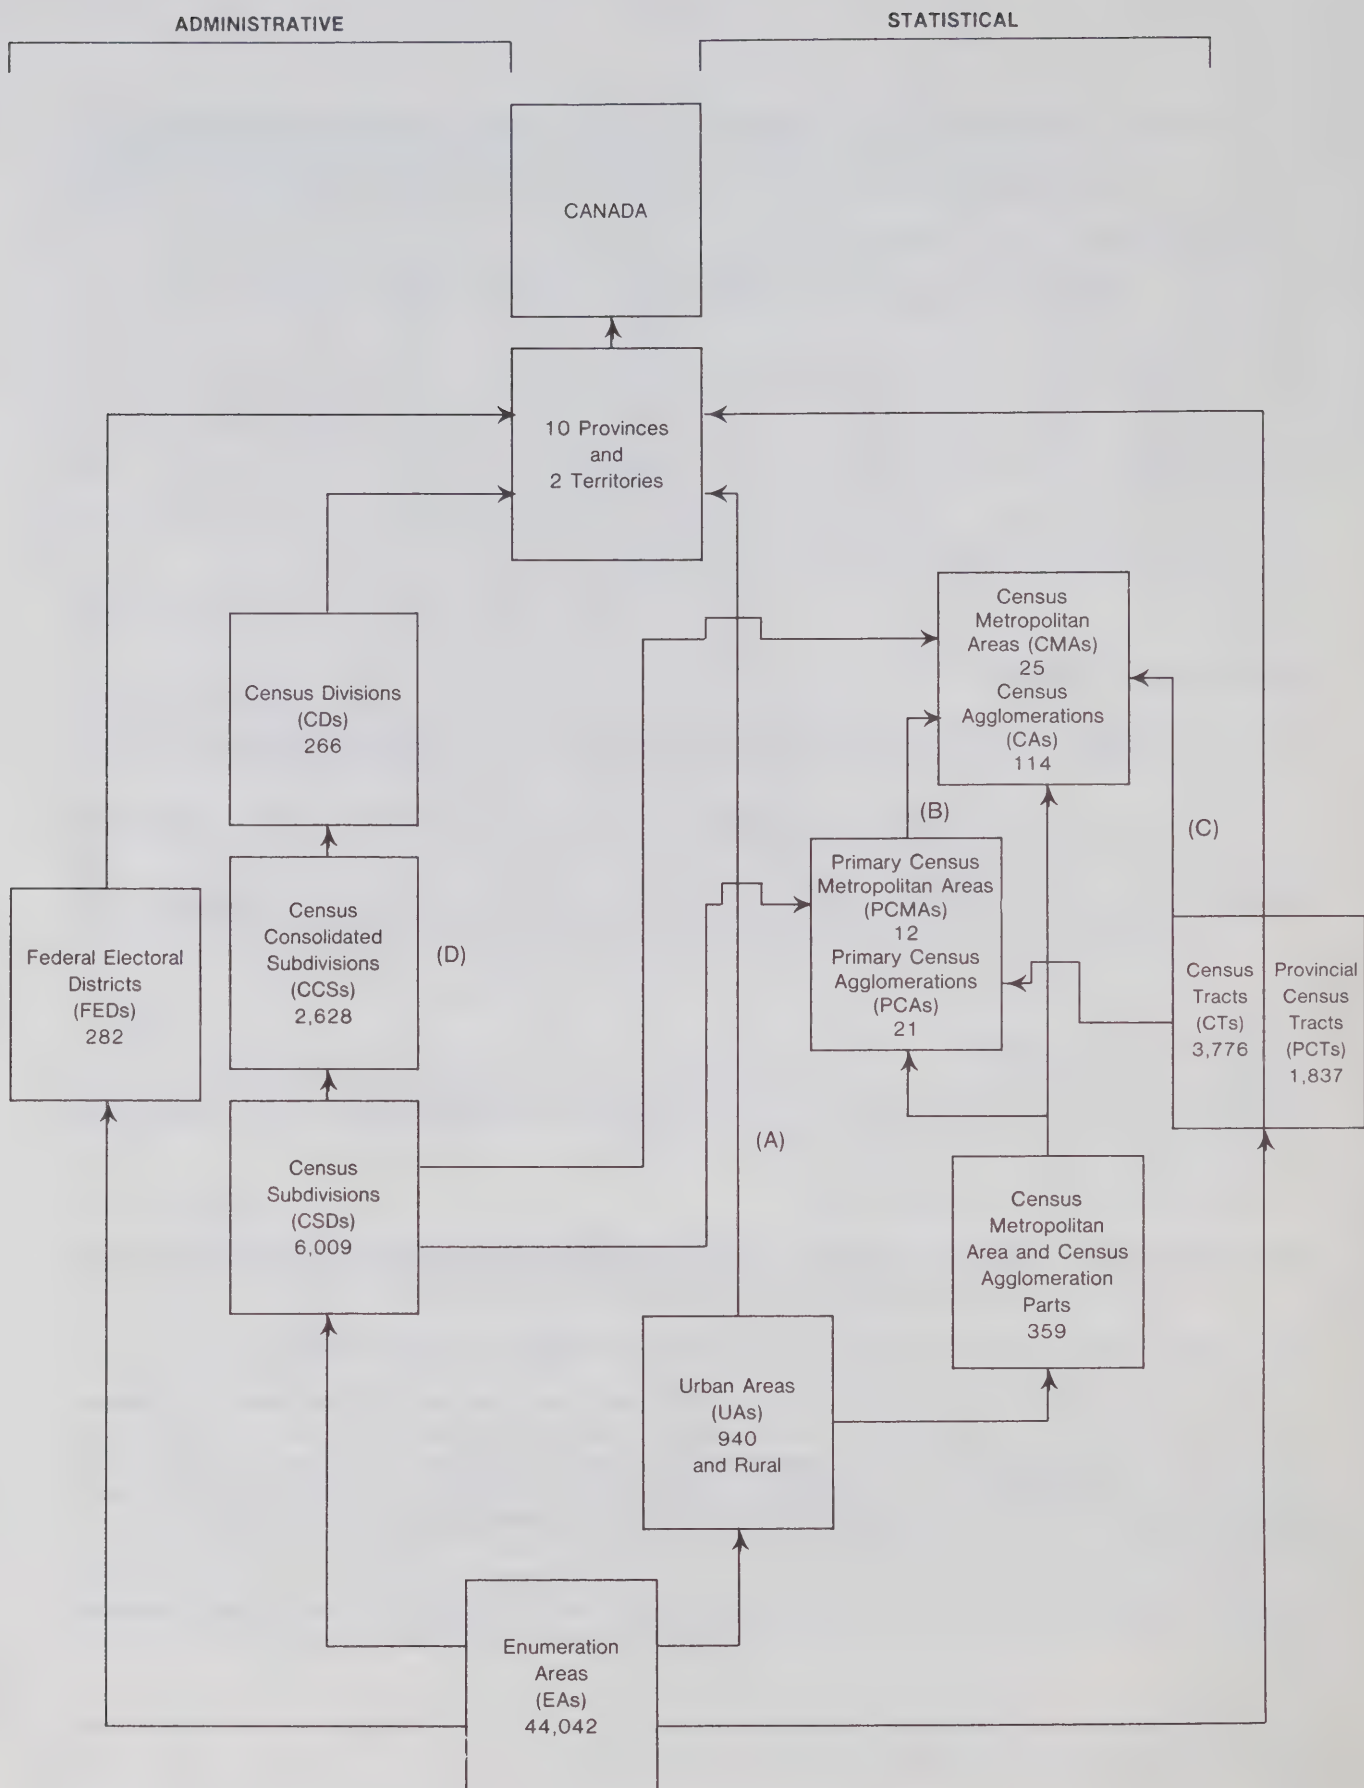 ADMINISTRATIVE
STATISTICAL
CANADA
10 Provinces
and
2 Territories
Census
Metropolitan
Areas (CMAs)
25
Census
Agglomerations
(CAs)
114
Census Divisions
(CDs)
266
(B)
(C)
Primary Census
Metropolitan Areas
(PCMAs)
12
Primary Census
Agglomerations
(PCAs)
21
Census
Consolidated
Subdivisions
(CCSs)
2,628
(D)
Federal Electoral
Districts
(FEDs)
282
Census
Tracts
(CTs)
3,776
Provincial
Census
Tracts
(PCTs)
1,837
(A)
Census
Subdivisions
(CSDs)
6,009
Census
Metropolitan
Area and Census
Agglomeration
Parts
359
Urban Areas
(UAs)
940
and Rural
Enumeration
Areas
(EAs)
44,042